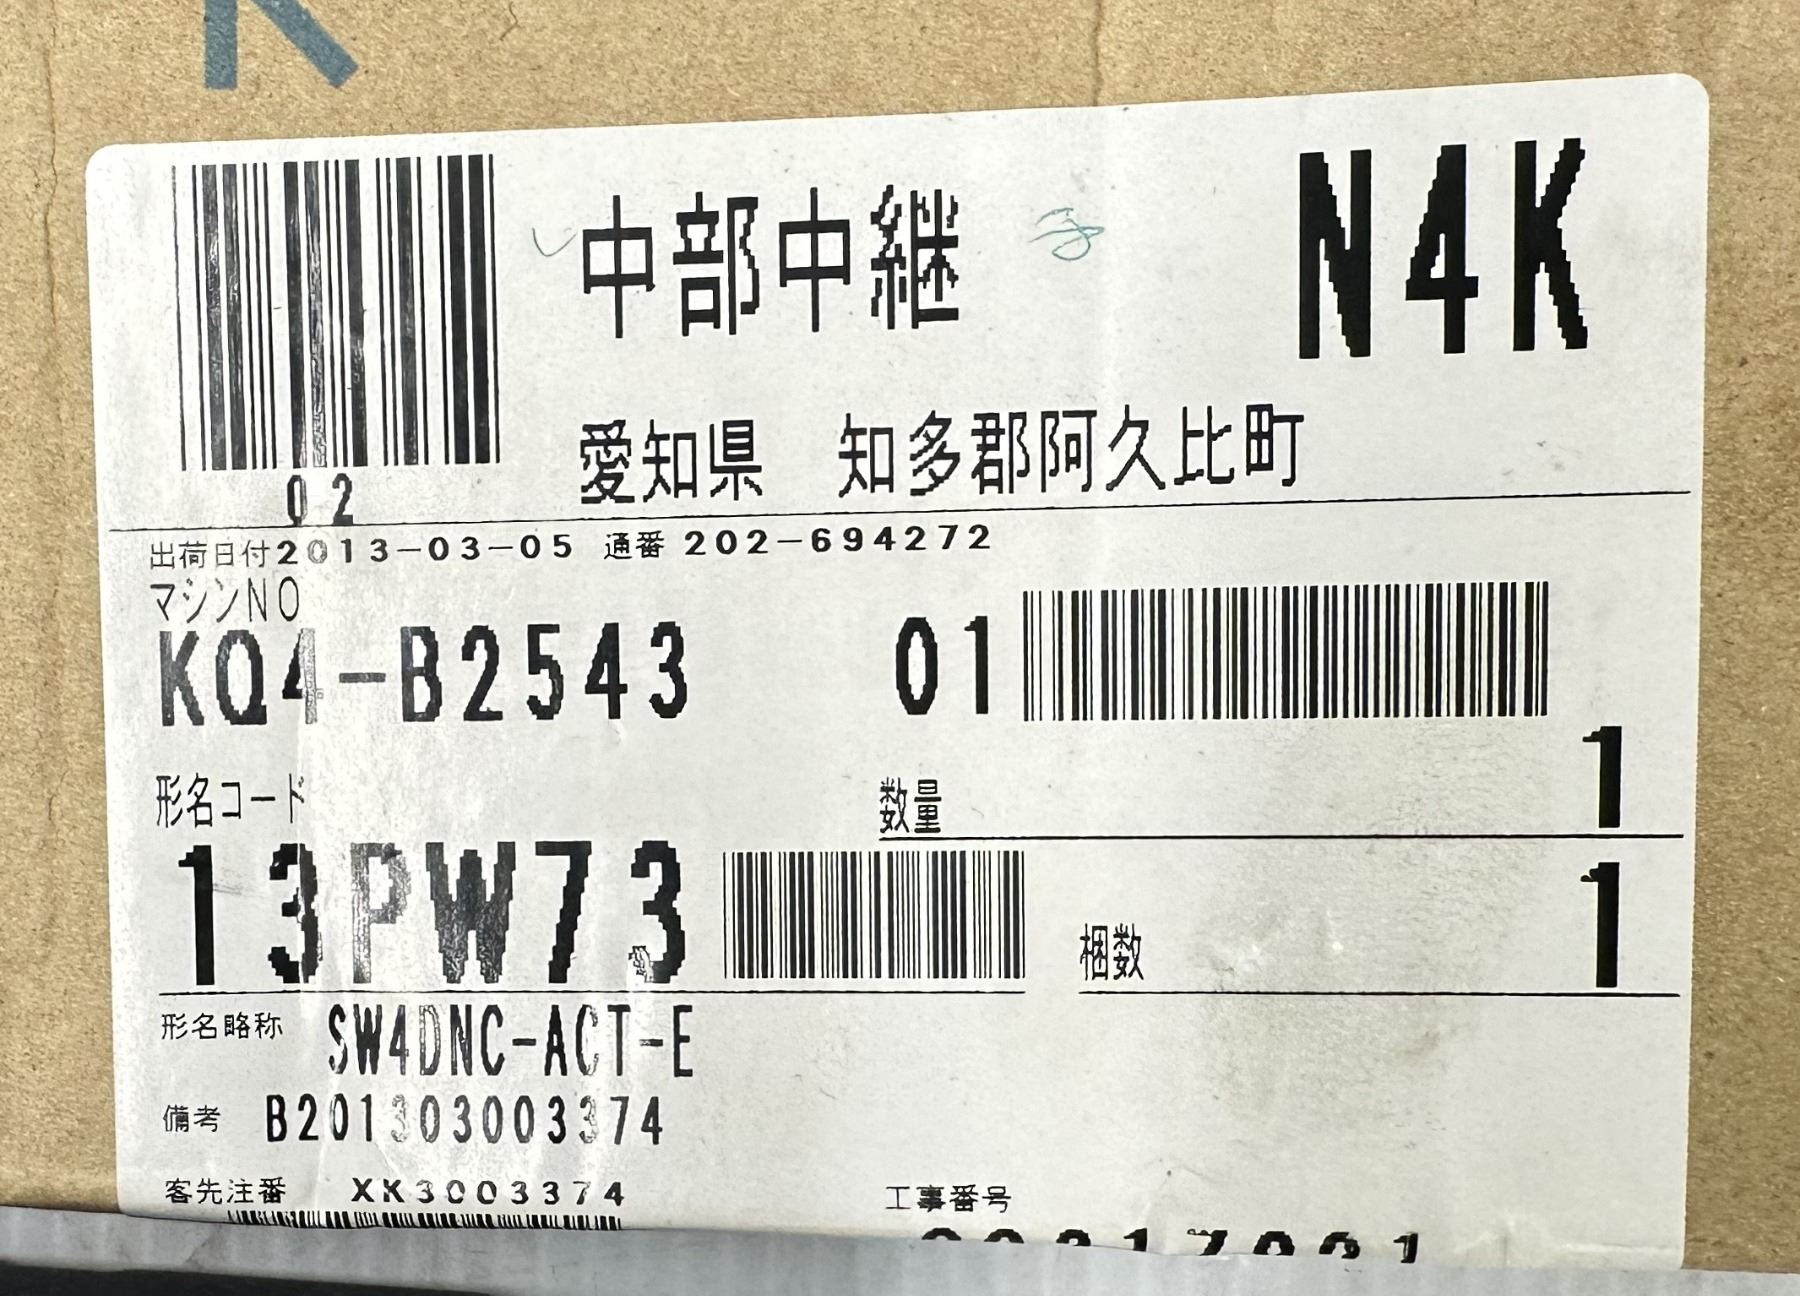 中部中継 N4K
愛知県 知多郡阿久比町
02
出荷日付2013-03-05 通番 202-694272
マシンNO
KQ4-B2543 01
形名コード
数量 1
13PW73
梱数 1
形名略称 SW4DNC-ACT-E
備考 B201303003374
客先注番 XK3003374
工事番号